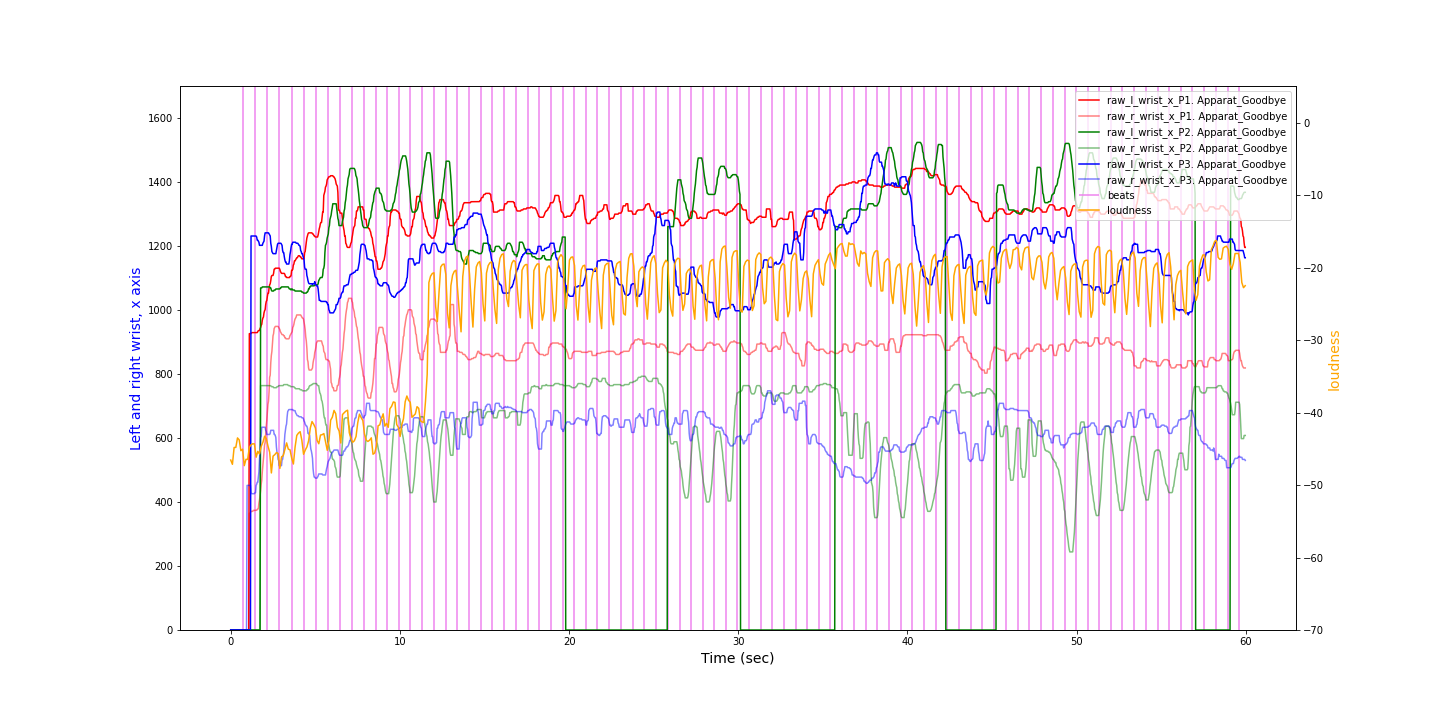 raw_l_wrist_x_P1. Apparat_Goodbye
raw_r_wrist_x_P1. Apparat_Goodbye
raw_l_wrist_x_P2. Apparat_Goodbye
raw_r_wrist_x_P2. Apparat_Goodbye
raw_l_wrist_x_P3. Apparat_Goodbye
raw_r_wrist_x_P3. Apparat_Goodbye
beats
loudness
Left and right wrist, x axis
1600
1400
1200
1000
800
600
400
200
0
0
−10
−20
−30
−40
−50
−60
−70
loudness
0
10
20
30
40
50
60
Time (sec)